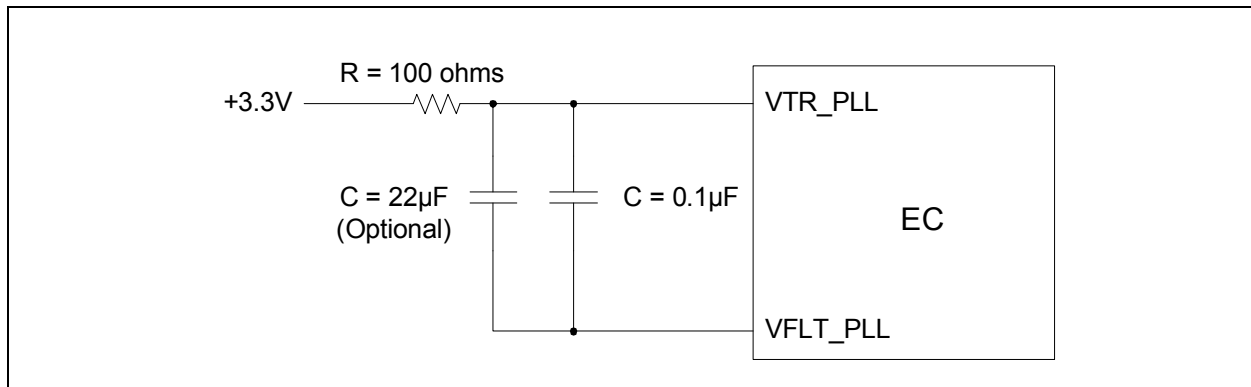 R = 100 ohms
+3.3V
VTR_PLL
C = 22µF
(Optional)
C = 0.1µF
EC
VFLT_PLL